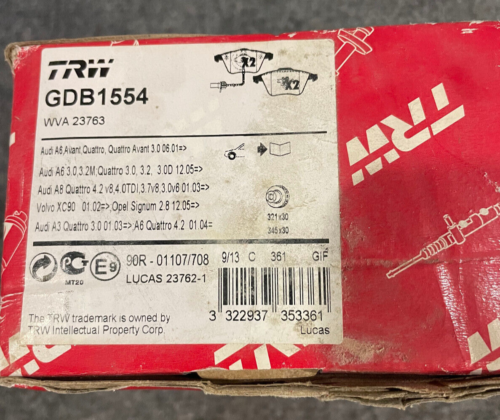 TRW
X2
GDB1554
X2
WVA 23763
Audi A6,Avant,Quattro, Quattro Avant 3.0 06.01=>
Audi A6 3.0,3.2M,Quattro 3.0, 3.2, 3.0D 12.05=>
Audi A8 Quattro 4.2 v8,4.0TDI,3.7v8,3.0v6 01.03=>
Volvo XC90 01.02=> Opel Signum 2.8 12.05=>
321x30
Audi A3 Quattro 3.0 01.03=> A6 Quattro 4.2 01.04=
345x30
TRW
MT20
E9
90R - 01107/708
9/13 C 361 GIF
LUCAS 23762-1
3 322937 353361
The TRW trademark is owned by
TRW Intellectual Property Corp.
Lucas